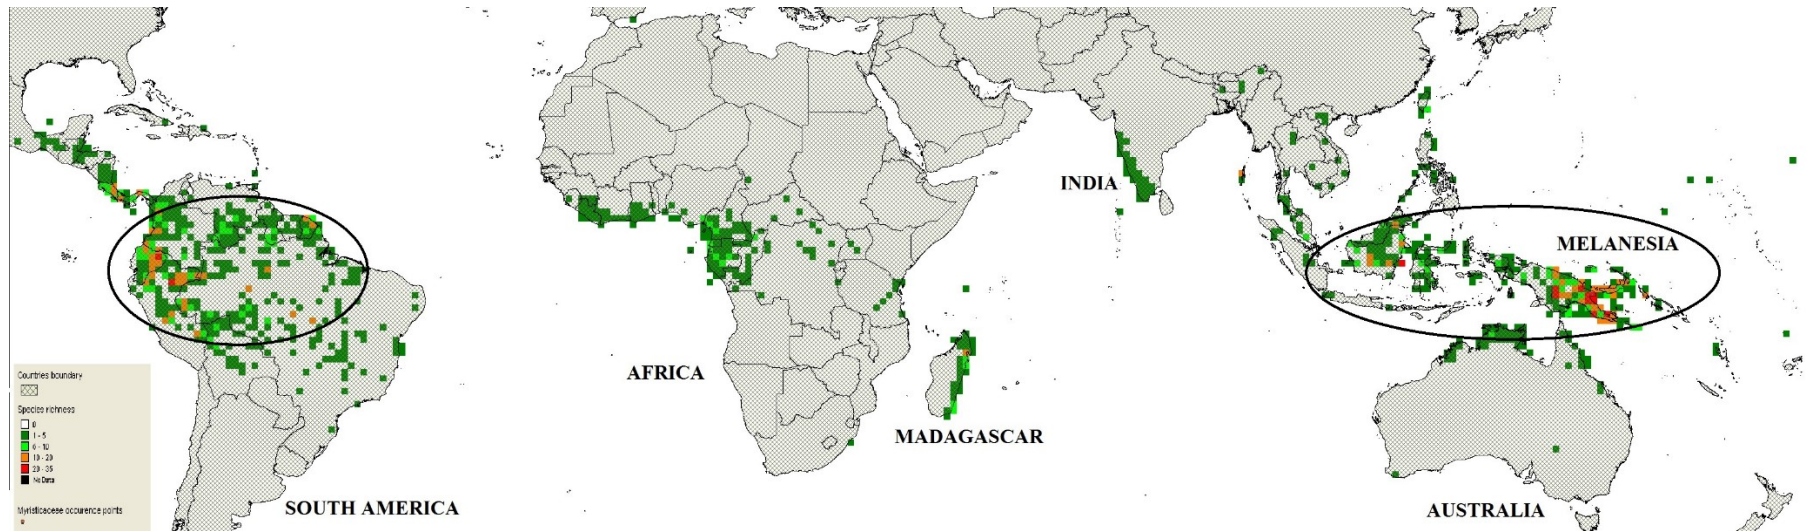 INDIA
MELANESIA
AFRICA
MADAGASCAR
SOUTH AMERICA
AUSTRALIA
Countries boundary
Species richness
0
1 - 5
6 - 10
10 - 20
20 - 35
No Data
Myristicaceae occurence points